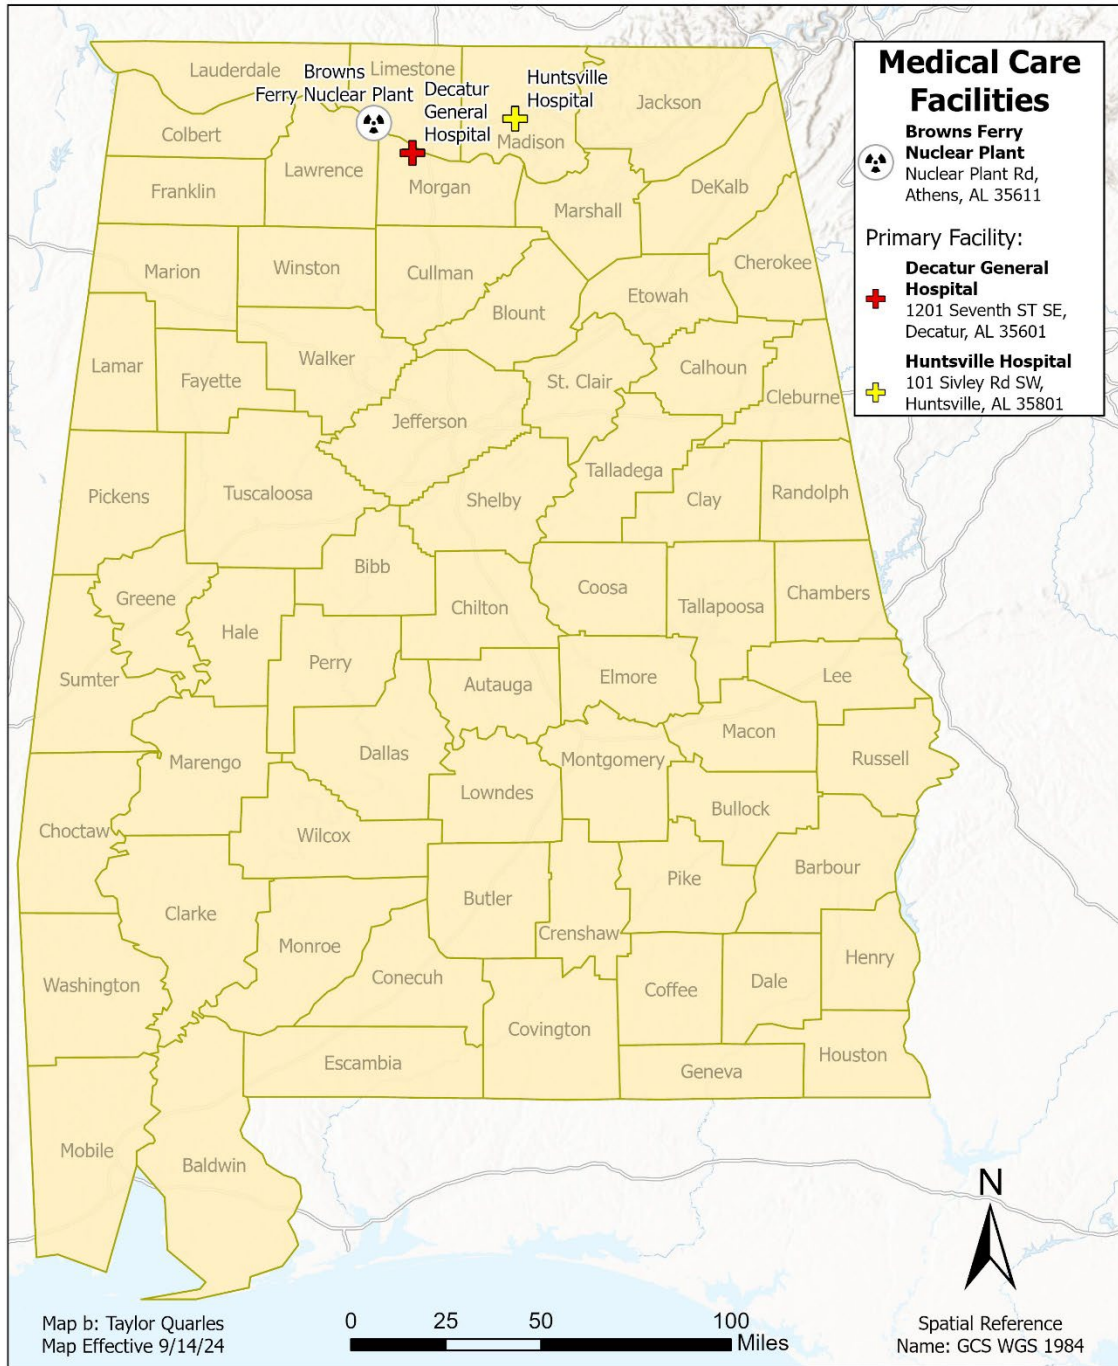 Medical Care
Facilities
Browns Ferry
Nuclear Plant
Nuclear Plant Rd,
Athens, AL 35611
Primary Facility:
Decatur General
Hospital
1201 Seventh ST SE,
Decatur, AL 35601
Huntsville Hospital
101 Sivley Rd SW,
Huntsville, AL 35801
Lauderdale
Browns
Ferry Nuclear Plant
Limestone
Decatur
General
Hospital
Huntsville
Hospital
Jackson
Colbert
Madison
Lawrence
Franklin
Morgan
DeKalb
Marshall
Marion
Winston
Cullman
Cherokee
Etowah
Blount
Lamar
Fayette
Walker
St. Clair
Calhoun
Cleburne
Jefferson
Talladega
Pickens
Tuscaloosa
Shelby
Clay
Randolph
Bibb
Greene
Chilton
Coosa
Tallapoosa
Chambers
Hale
Perry
Sumter
Autauga
Elmore
Lee
Marengo
Dallas
Montgomery
Macon
Russell
Lowndes
Bullock
Choctaw
Wilcox
Barbour
Clarke
Butler
Pike
Crenshaw
Monroe
Conecuh
Henry
Washington
Coffee
Dale
Covington
Escambia
Geneva
Houston
Mobile
Baldwin
N
Map b: Taylor Quarles
Map Effective 9/14/24
0 25 50 100
Miles
Spatial Reference
Name: GCS WGS 1984